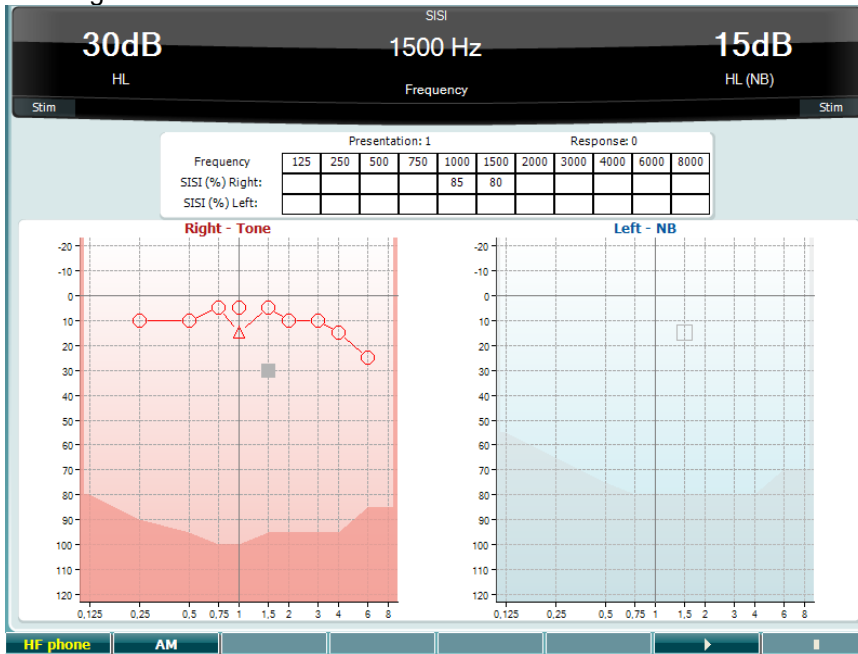 SISI
30dB 1500 Hz 15dB
HL Frequency HL (NB)
Stim Stim
Presentation: 1 Response: 0
Frequency 125 250 500 750 1000 1500 2000 3000 4000 6000 8000
SISI (%) Right: 85 80
SISI (%) Left:
Right - Tone Left - NB
-20 -20
-10 -10
0 0
10 10
20 20
30 30
40 40
50 50
60 60
70 70
80 80
90 90
100 100
110 110
120 120
0,125 0,25 0,5 0,75 1 1,5 2 3 4 6 8 0,125 0,25 0,5 0,75 1 1,5 2 3 4 6 8
HF phone AM